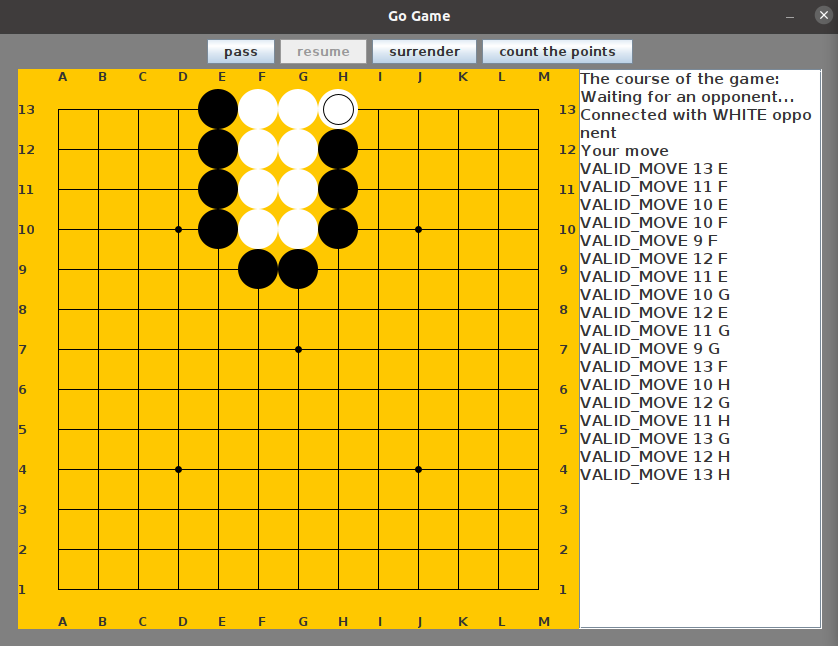 Go Game
pass resume surrender count the points
A B C D E F G H I J K L M
13 13
12 12
11 11
10 10
9 9
8 8
7 7
6 6
5 5
4 4
3 3
2 2
1 1
A B C D E F G H I J K L M
The course of the game:
Waiting for an opponent...
Connected with WHITE oppo
nent
Your move
VALID_MOVE 13 E
VALID_MOVE 11 F
VALID_MOVE 10 E
VALID_MOVE 10 F
VALID_MOVE 9 F
VALID_MOVE 12 F
VALID_MOVE 11 E
VALID_MOVE 10 G
VALID_MOVE 12 E
VALID_MOVE 11 G
VALID_MOVE 9 G
VALID_MOVE 13 F
VALID_MOVE 10 H
VALID_MOVE 12 G
VALID_MOVE 11 H
VALID_MOVE 13 G
VALID_MOVE 12 H
VALID_MOVE 13 H